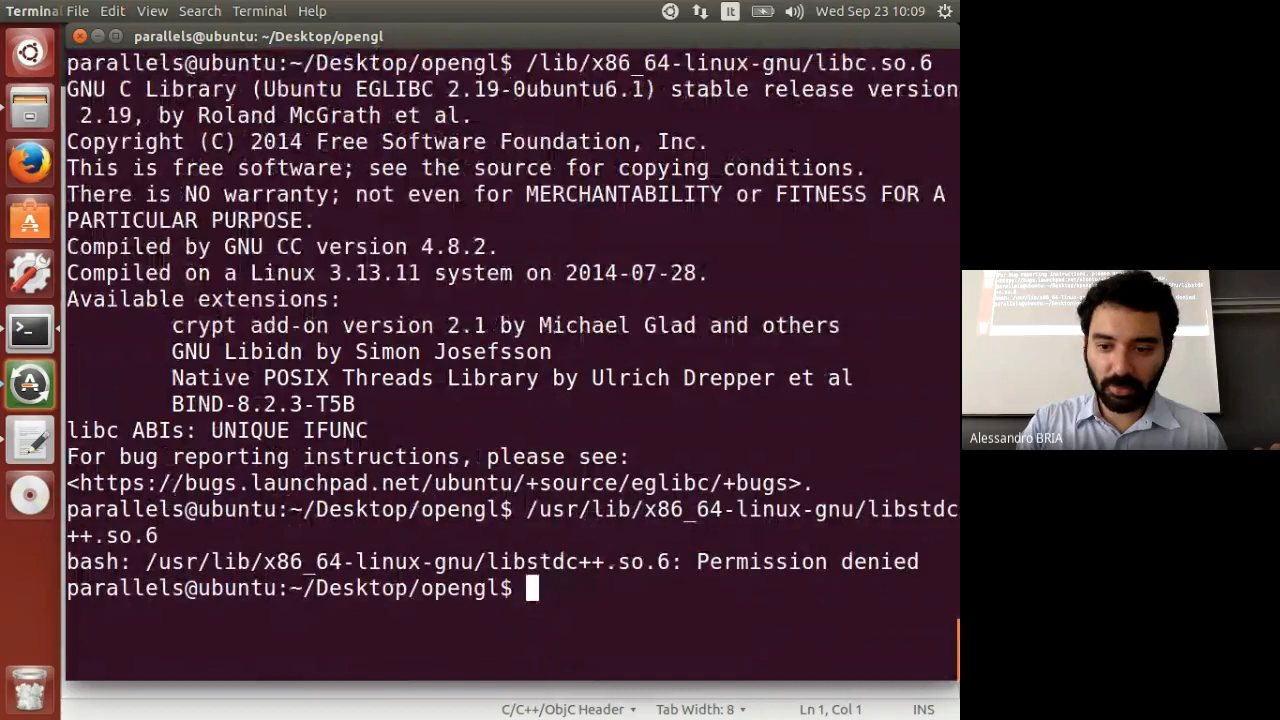 Terminal File Edit View Search Terminal Help
It Wed Sep 23 10:09
parallels@ubuntu: ~/Desktop/opengl
parallels@ubuntu:~/Desktop/opengl$ /lib/x86_64-linux-gnu/libc.so.6
GNU C Library (Ubuntu EGLIBC 2.19-0ubuntu6.1) stable release version
2.19, by Roland McGrath et al.
Copyright (C) 2014 Free Software Foundation, Inc.
This is free software; see the source for copying conditions.
There is NO warranty; not even for MERCHANTABILITY or FITNESS FOR A
PARTICULAR PURPOSE.
Compiled by GNU CC version 4.8.2.
Compiled on a Linux 3.13.11 system on 2014-07-28.
Available extensions:
crypt add-on version 2.1 by Michael Glad and others
GNU Libidn by Simon Josefsson
Native POSIX Threads Library by Ulrich Drepper et al
BIND-8.2.3-T5B
libc ABIs: UNIQUE IFUNC
For bug reporting instructions, please see:
<https://bugs.launchpad.net/ubuntu/+source/eglibc/+bugs>.
parallels@ubuntu:~/Desktop/opengl$ /usr/lib/x86_64-linux-gnu/libstdc
++.so.6
bash: /usr/lib/x86_64-linux-gnu/libstdc++.so.6: Permission denied
parallels@ubuntu:~/Desktop/opengl$
C/C++/ObjC Header Tab Width: 8 Ln 1, Col 1 INS
Alessandro BRIA